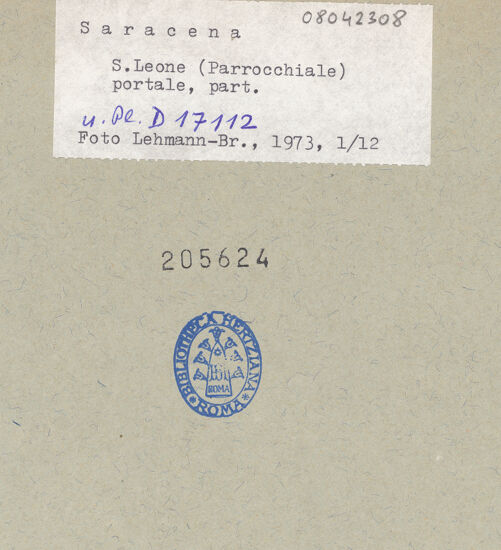 08042308
Saracena
S.Leone (Parrocchiale)
portale, part.
u. Pl. D 17112
Foto Lehmann-Br., 1973, 1/12
205624
BIBLIOTHECA HERTZIANA
ROMA
ROMA